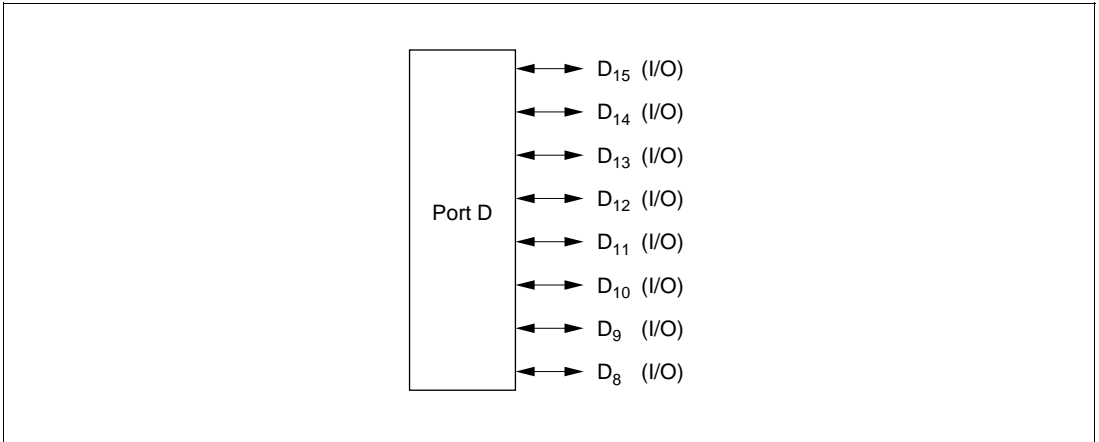 D₁₅ (I/O)
D₁₄ (I/O)
D₁₃ (I/O)
D₁₂ (I/O)
Port D
D₁₁ (I/O)
D₁₀ (I/O)
D₉ (I/O)
D₈ (I/O)